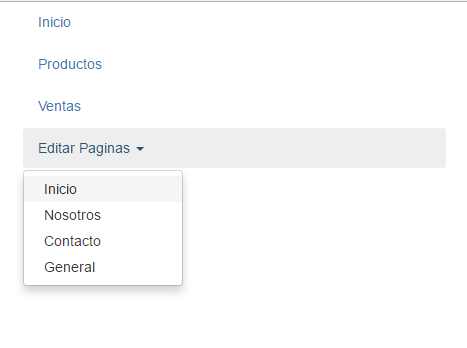 Inicio
Productos
Ventas
Editar Paginas
Inicio
Nosotros
Contacto
General